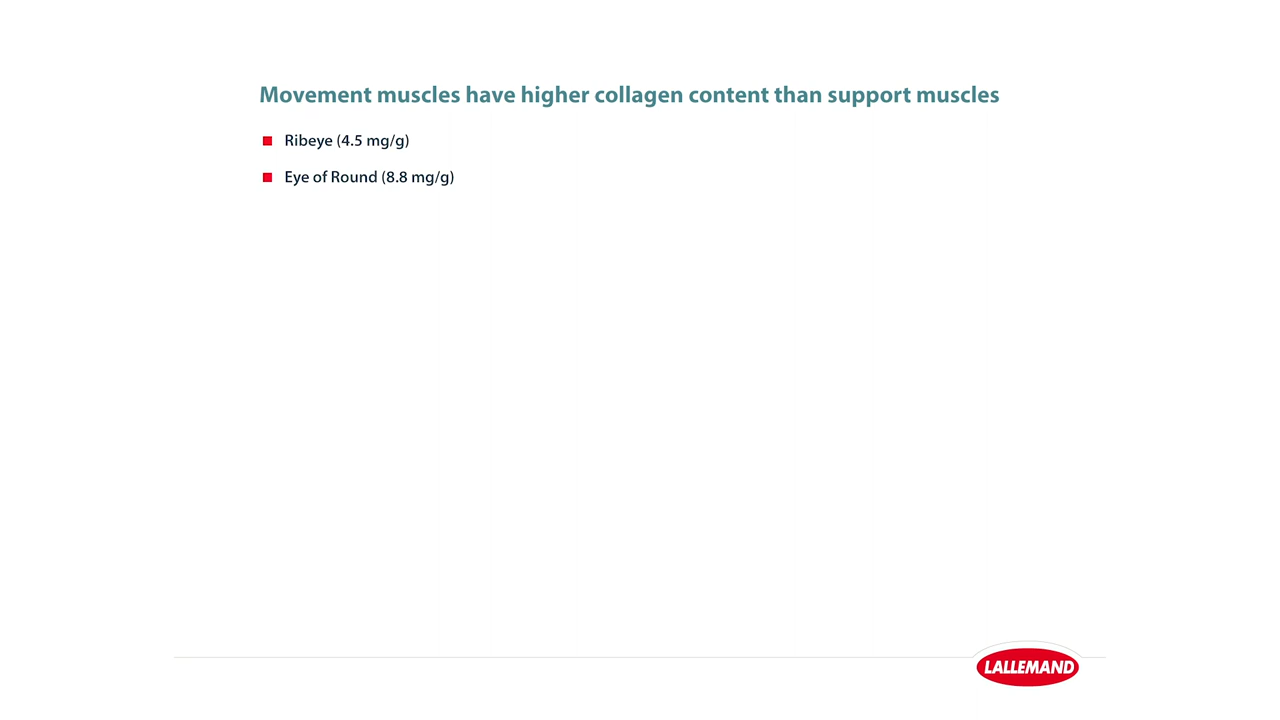 Movement muscles have higher collagen content than support muscles
Ribeye (4.5 mg/g)
Eye of Round (8.8 mg/g)
LALLEMAND